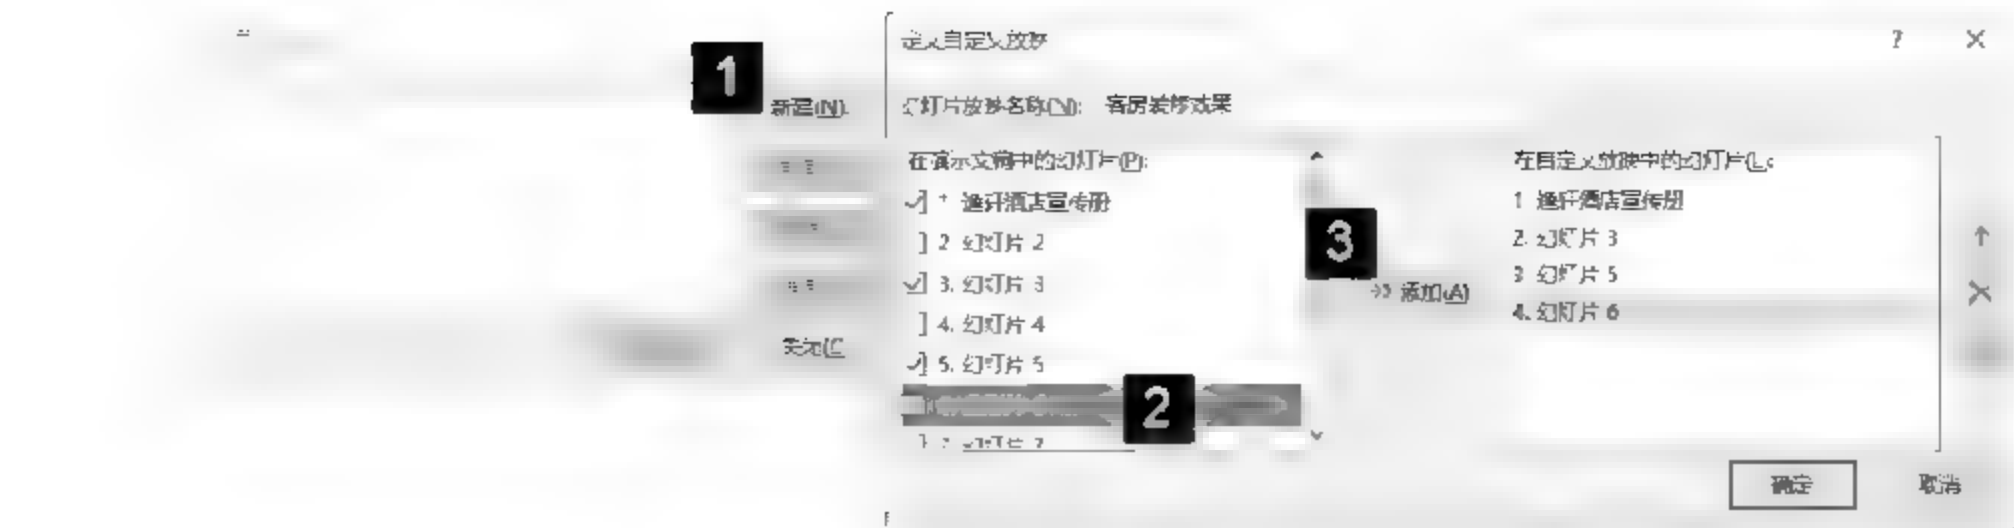 1
新建(N)
关闭(C
定义自定义放映
?
幻灯片放映名称(N): 客房装修效果
在演示文稿中的幻灯片(P):
1 逸轩酒店宣传册
2 幻灯片 2
3. 幻灯片 3
4. 幻灯片 4
5. 幻灯片 5
2
幻灯片 7
3
添加(A)
在自定义放映中的幻灯片(L):
1 逸轩酒店宣传册
2. 幻灯片 3
3 幻灯片 5
4. 幻灯片 6
确定
取消